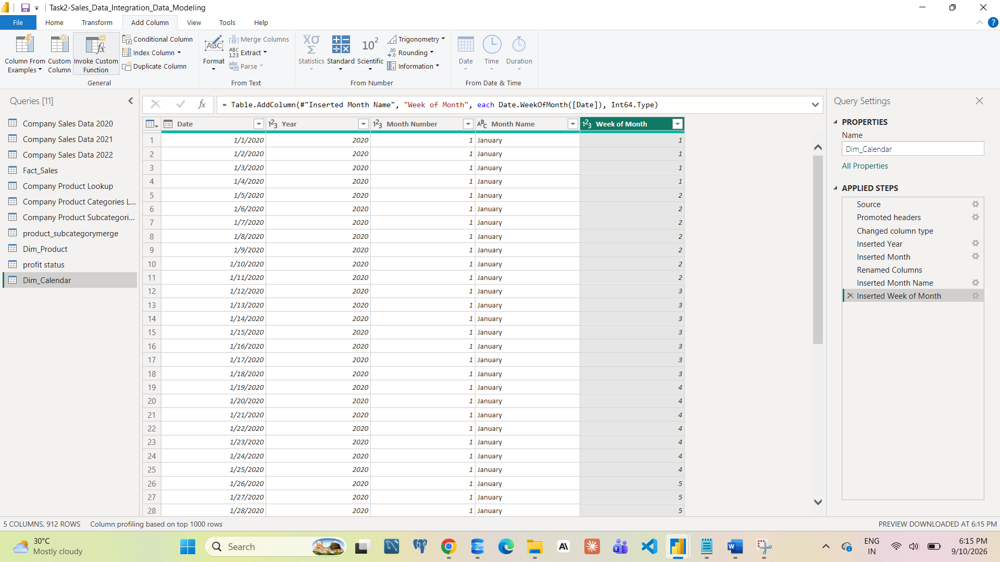 Task2-Sales_Data_Integration_Data_Modeling
File Home Transform Add Column View Tools Help
Column From Examples
Custom Column
Invoke Custom Function
Conditional Column
Index Column
Duplicate Column
General
Format
Merge Columns
Extract
Parse
From Text
Statistics
Standard
Scientific
Trigonometry
Rounding
Information
From Number
Date
Time
Duration
From Date & Time
Queries [11]
Company Sales Data 2020
Company Sales Data 2021
Company Sales Data 2022
Fact_Sales
Company Product Lookup
Company Product Categories L...
Company Product Subcategori...
product_subcategorymerge
Dim_Product
profit status
Dim_Calendar
= Table.AddColumn(#"Inserted Month Name", "Week of Month", each Date.WeekOfMonth([Date]), Int64.Type)
Date Year Month Number Month Name Week of Month
1 1/1/2020 2020 1 January 1
2 1/2/2020 2020 1 January 1
3 1/3/2020 2020 1 January 1
4 1/4/2020 2020 1 January 1
5 1/5/2020 2020 1 January 2
6 1/6/2020 2020 1 January 2
7 1/7/2020 2020 1 January 2
8 1/8/2020 2020 1 January 2
9 1/9/2020 2020 1 January 2
10 1/10/2020 2020 1 January 2
11 1/11/2020 2020 1 January 2
12 1/12/2020 2020 1 January 3
13 1/13/2020 2020 1 January 3
14 1/14/2020 2020 1 January 3
15 1/15/2020 2020 1 January 3
16 1/16/2020 2020 1 January 3
17 1/17/2020 2020 1 January 3
18 1/18/2020 2020 1 January 3
19 1/19/2020 2020 1 January 4
20 1/20/2020 2020 1 January 4
21 1/21/2020 2020 1 January 4
22 1/22/2020 2020 1 January 4
23 1/23/2020 2020 1 January 4
24 1/24/2020 2020 1 January 4
25 1/25/2020 2020 1 January 4
26 1/26/2020 2020 1 January 5
27 1/27/2020 2020 1 January 5
28 1/28/2020 2020 1 January 5
Query Settings
PROPERTIES
Name
Dim_Calendar
All Properties
APPLIED STEPS
Source
Promoted headers
Changed column type
Inserted Year
Inserted Month
Renamed Columns
Inserted Month Name
Inserted Week of Month
5 COLUMNS, 912 ROWS Column profiling based on top 1000 rows
PREVIEW DOWNLOADED AT 6:15 PM
30°C
Mostly cloudy
Search
ENG
IN
6:15 PM
9/10/2026